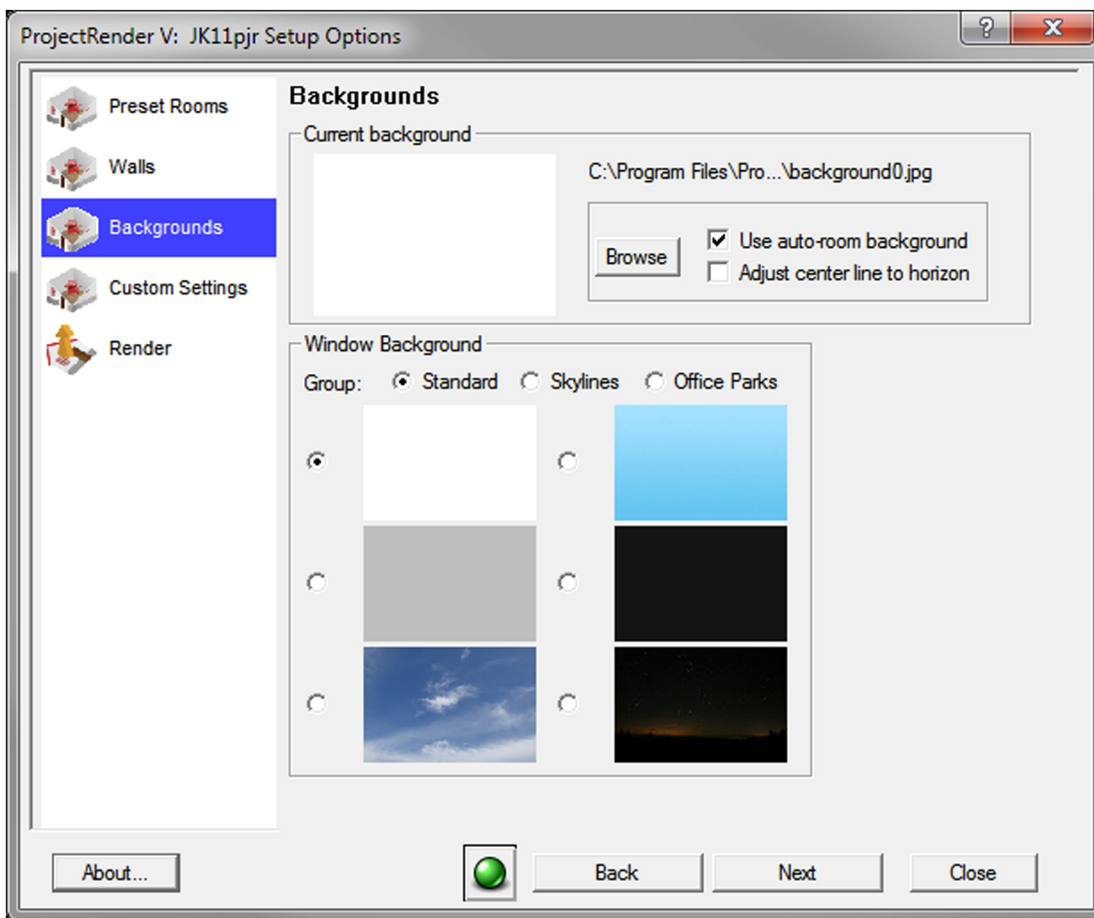 ProjectRender V: JK11pjr Setup Options
?
X
Preset Rooms
Walls
Backgrounds
Custom Settings
Render
Backgrounds
Current background
C:\Program Files\Pro...\background0.jpg
Browse
Use auto-room background
Adjust center line to horizon
Window Background
Group: Standard Skylines Office Parks
About...
Back
Next
Close